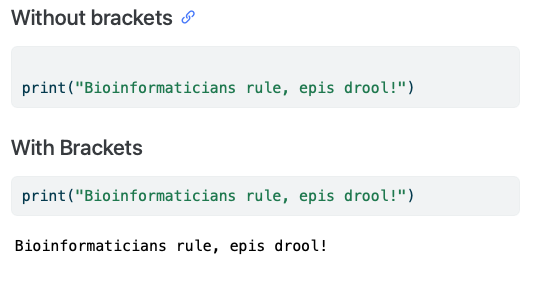 Without brackets
print("Bioinformaticians rule, epis drool!")
With Brackets
print("Bioinformaticians rule, epis drool!")
Bioinformaticians rule, epis drool!